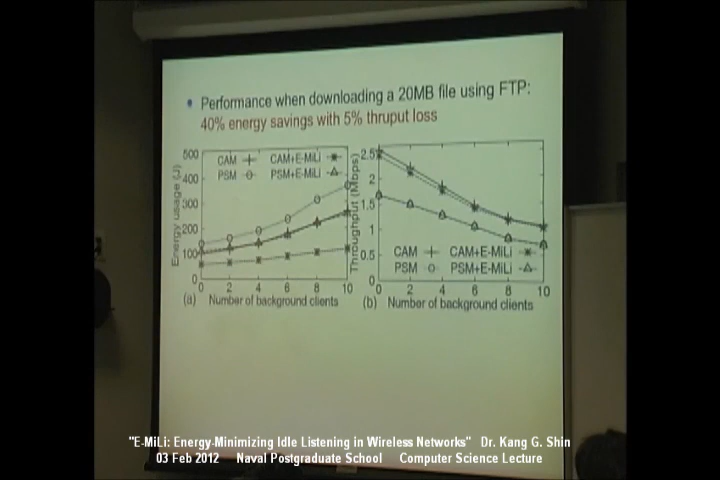 Performance when downloading a 20MB file using FTP:
40% energy savings with 5% thruput loss
500
400
300
200
100
0
Energy usage (J)
CAM CAM+E-MiLi
PSM PSM+E-MiLi
0 2 4 6 8 10
(a) Number of background clients
2.5
2
1.5
1
0.5
0
Throughput (Mbps)
CAM CAM+E-MiLi
PSM PSM+E-MiLi
0 2 4 6 8 10
(b) Number of background clients
"E-MiLi: Energy-Minimizing Idle Listening in Wireless Networks" Dr. Kang G. Shin
03 Feb 2012 Naval Postgraduate School Computer Science Lecture